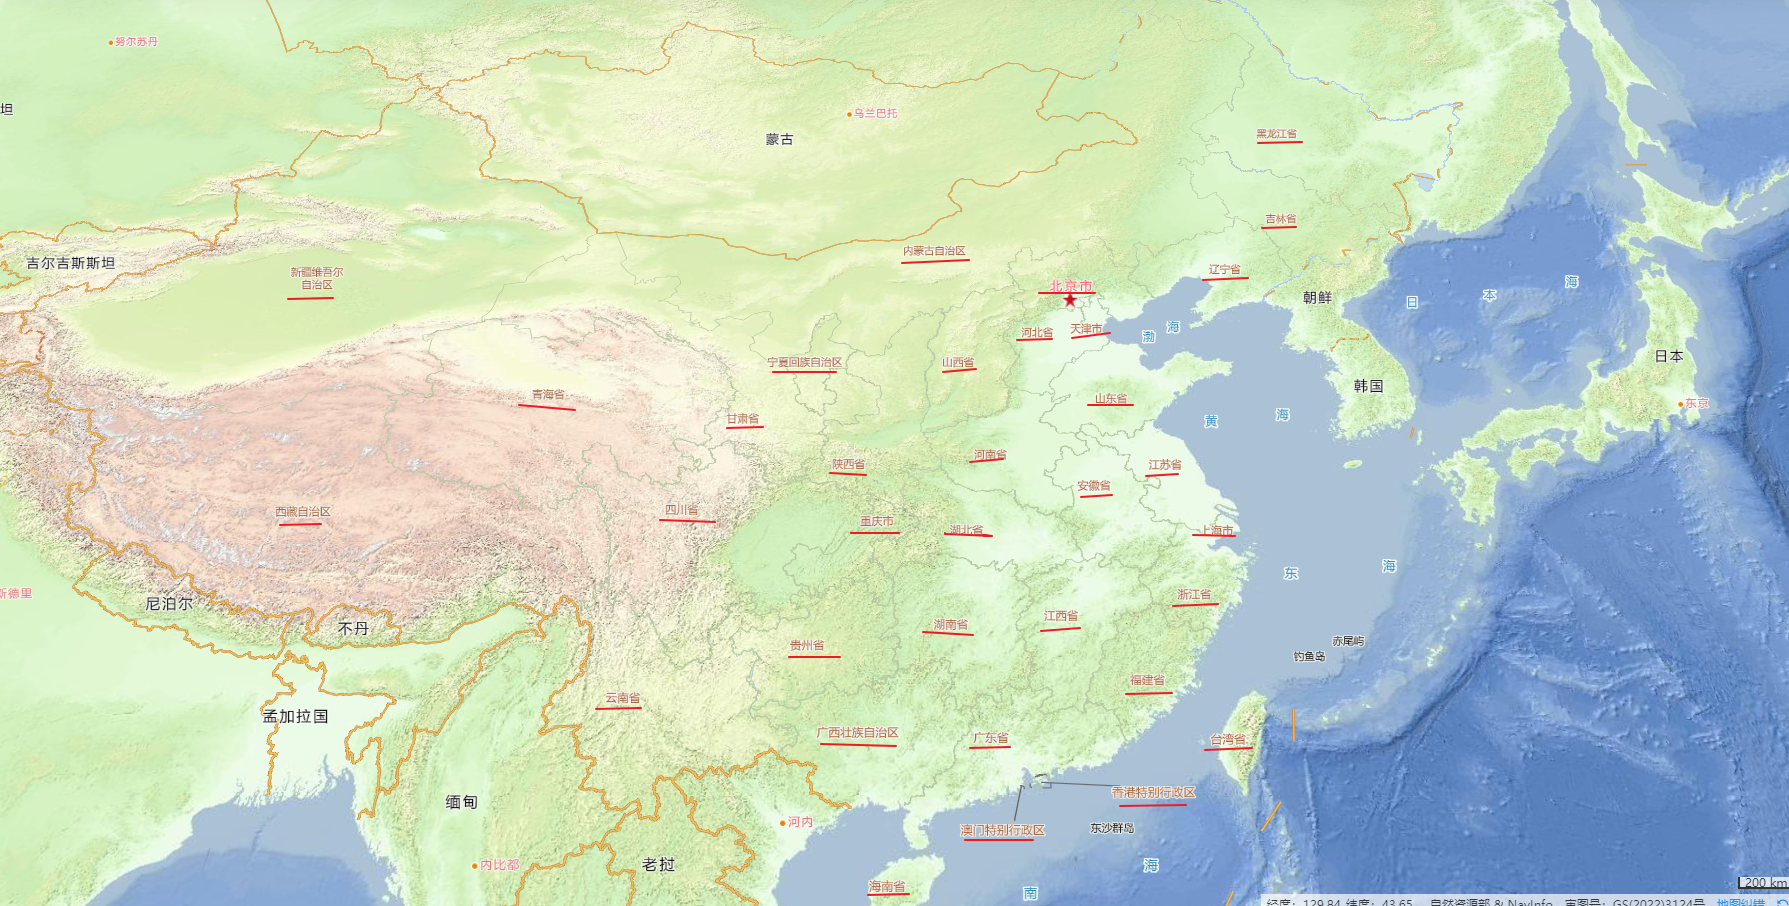 努尔苏丹
坦
乌兰巴托
蒙古
黑龙江省
吉林省
内蒙古自治区
吉尔吉斯斯坦
新疆维吾尔
自治区
辽宁省
北京市
朝鲜
日
本
海
河北省
天津市
渤
海
宁夏回族自治区
山西省
日本
韩国
青海省
山东省
东京
甘肃省
黄
海
河南省
陕西省
江苏省
安徽省
西藏自治区
四川省
重庆市
湖北省
上海市
东
海
斯德里
尼泊尔
浙江省
不丹
湖南省
江西省
赤尾屿
贵州省
钓鱼岛
福建省
云南省
孟加拉国
广西壮族自治区
广东省
台湾省
香港特别行政区
缅甸
河内
澳门特别行政区
东沙群岛
内比都
老挝
海
海南省
南
200 km
经度：129.84 纬度：43.65
自然资源部 & NavInfo
审图号：GS(2022)3124号
地图纠错